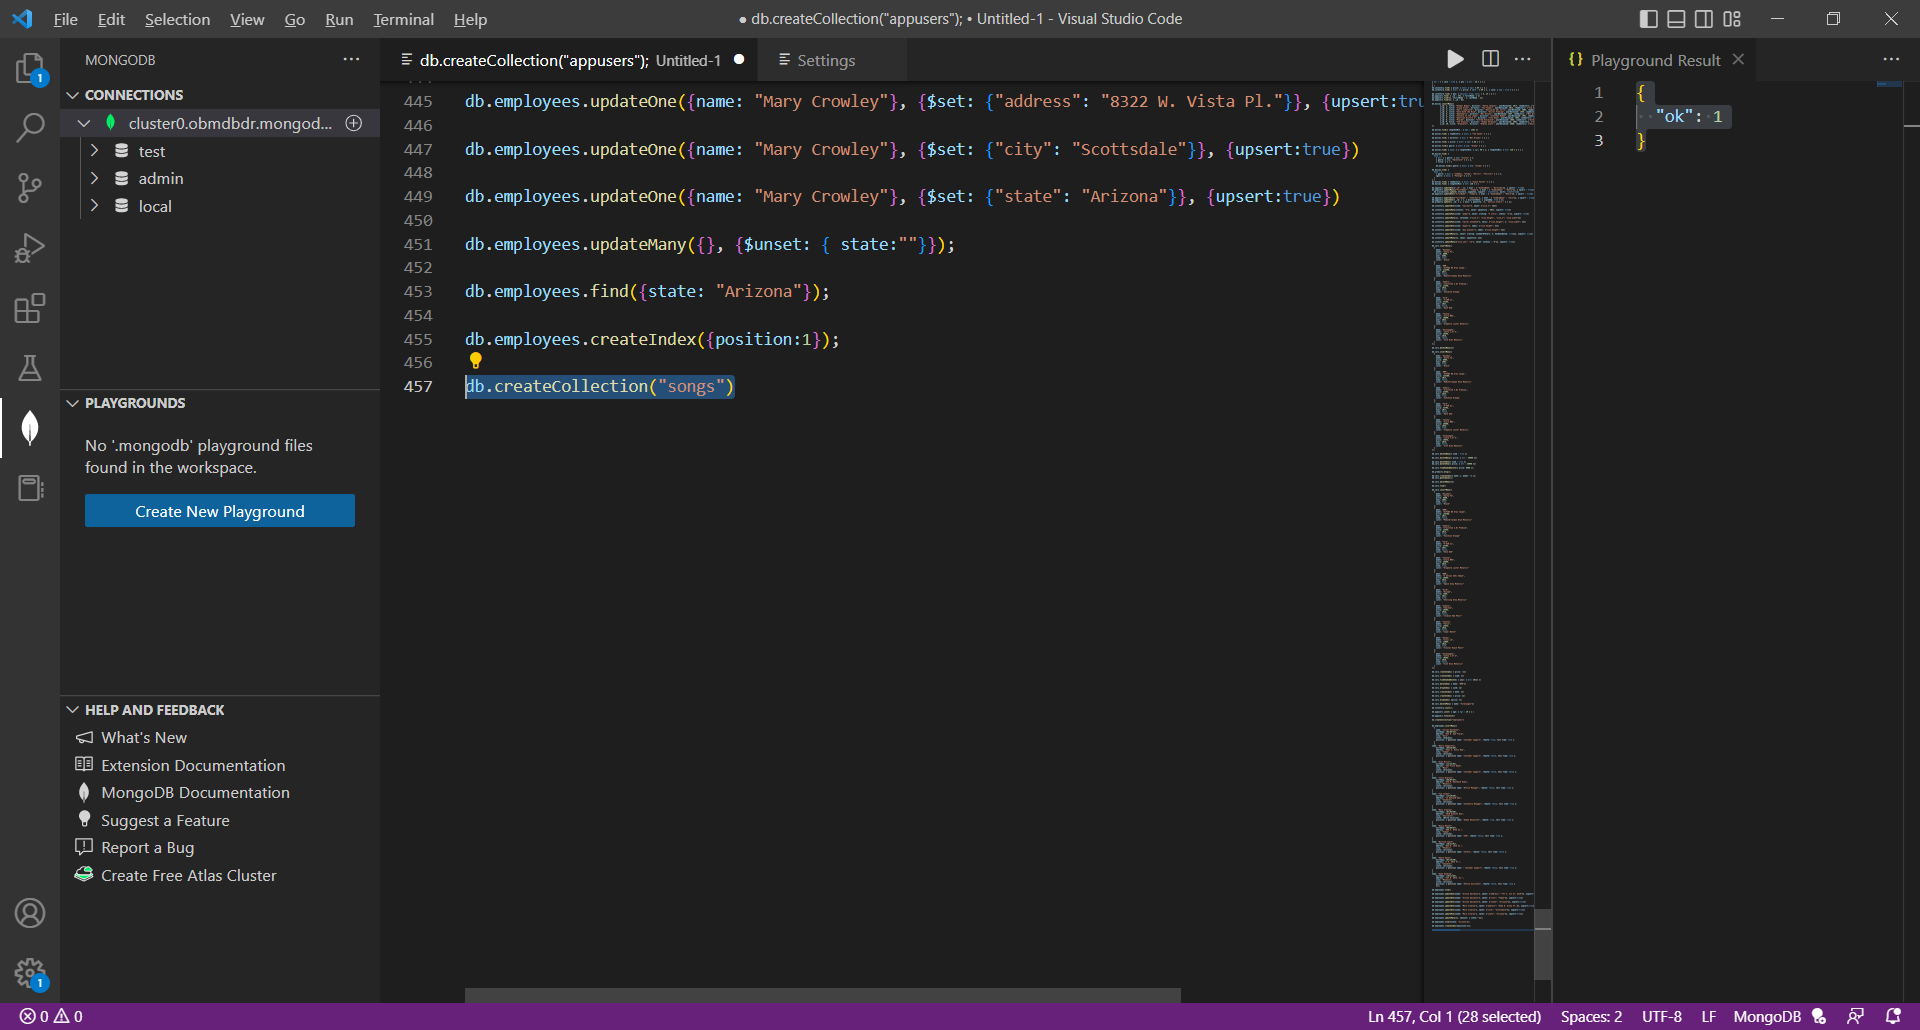 File Edit Selection View Go Run Terminal Help
● db.createCollection("appusers"); • Untitled-1 - Visual Studio Code
MONGODB
CONNECTIONS
cluster0.obmdbdr.mongod...
test
admin
local
PLAYGROUNDS
No '.mongodb' playground files
found in the workspace.
Create New Playground
HELP AND FEEDBACK
What's New
Extension Documentation
MongoDB Documentation
Suggest a Feature
Report a Bug
Create Free Atlas Cluster
1
1
db.createCollection("appusers"); Untitled-1
Settings
445 db.employees.updateOne({name: "Mary Crowley"}, {$set: {"address": "8322 W. Vista Pl."}}, {upsert:tru
446
447 db.employees.updateOne({name: "Mary Crowley"}, {$set: {"city": "Scottsdale"}}, {upsert:true})
448
449 db.employees.updateOne({name: "Mary Crowley"}, {$set: {"state": "Arizona"}}, {upsert:true})
450
451 db.employees.updateMany({}, {$unset: { state:""}});
452
453 db.employees.find({state: "Arizona"});
454
455 db.employees.createIndex({position:1});
456
457 db.createCollection("songs")
Playground Result
1 {
2 "ok": 1
3 }
0 0
Ln 457, Col 1 (28 selected) Spaces: 2 UTF-8 LF MongoDB